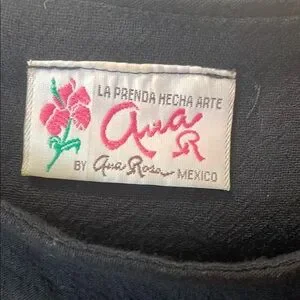 LA PRENDA HECHA ARTE
Ana
R
BY Ana Rosa MEXICO